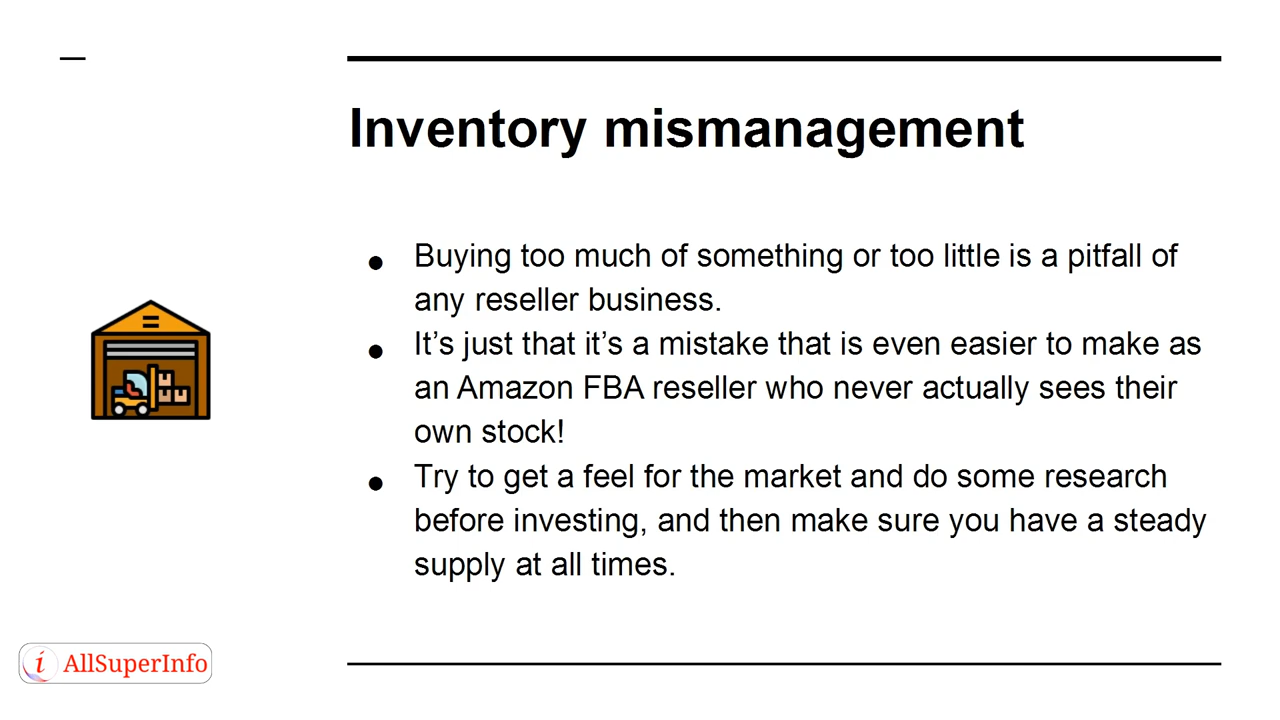 Inventory mismanagement
● Buying too much of something or too little is a pitfall of
any reseller business.
● It’s just that it’s a mistake that is even easier to make as
an Amazon FBA reseller who never actually sees their
own stock!
● Try to get a feel for the market and do some research
before investing, and then make sure you have a steady
supply at all times.
i AllSuperInfo